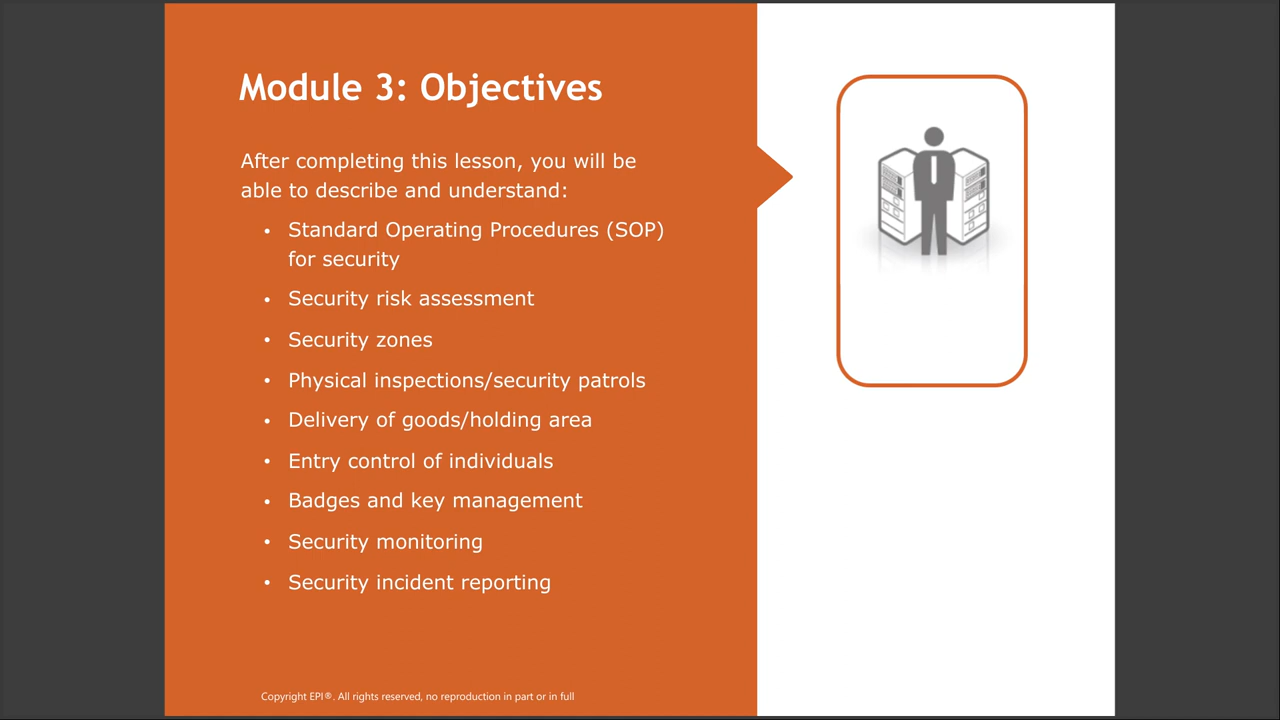 Module 3: Objectives
After completing this lesson, you will be
able to describe and understand:
• Standard Operating Procedures (SOP)
for security
• Security risk assessment
• Security zones
• Physical inspections/security patrols
• Delivery of goods/holding area
• Entry control of individuals
• Badges and key management
• Security monitoring
• Security incident reporting
Copyright EPI®. All rights reserved, no reproduction in part or in full